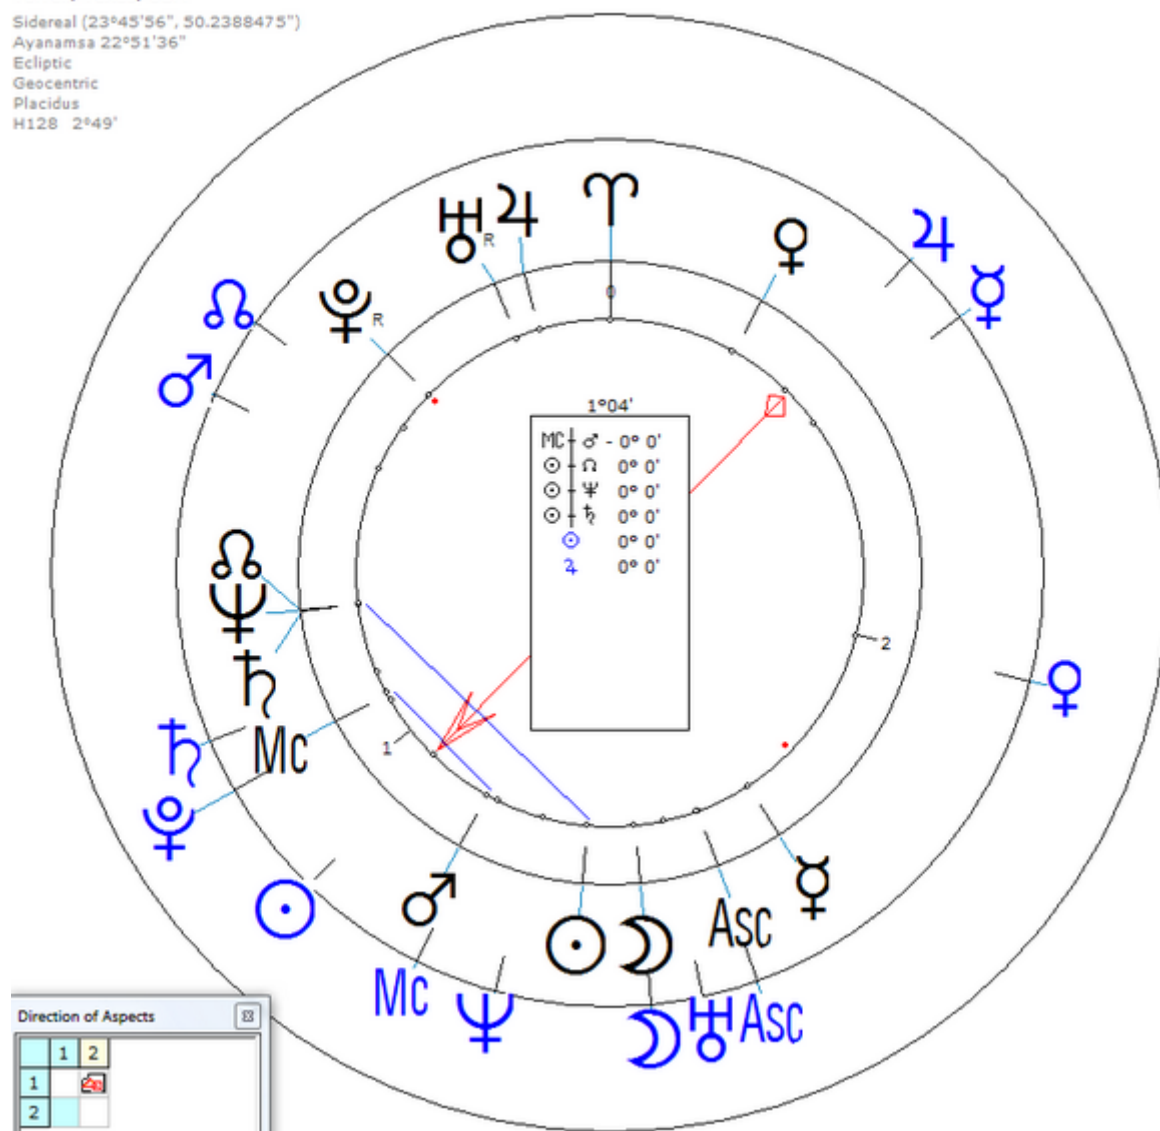 Sidereal (23°45'56", 50.2388475")
Ayanamsa 22°51'36"
Ecliptic
Geocentric
Placidus
H128 2°49'
♅ R ♃ ♈ ♀ ♃
☿
☊ ♇ R
♂
0
1°04'
MC ♂ - 0° 0'
☉ ☊ 0° 0'
☉ ♆ 0° 0'
☉ ♄ 0° 0'
☉ 0° 0'
♃ 0° 0'
☊
♆
♄
2
♀
♄ Mc
1
♇
☉ ♂ ☉ ☽ Asc ☿
Mc ♆ ☽ ♅ Asc
Direction of Aspects
1 2
1
2